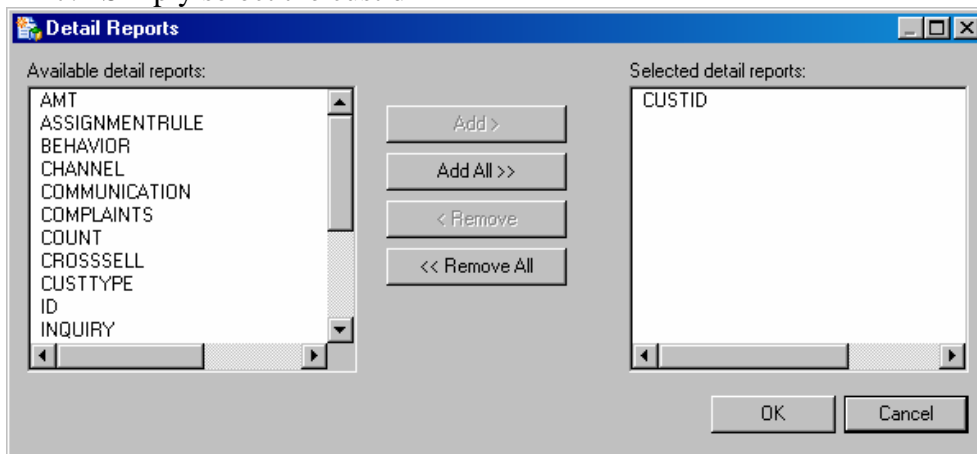 Detail Reports
Available detail reports:
AMT
ASSIGNMENTRULE
BEHAVIOR
CHANNEL
COMMUNICATION
COMPLAINTS
COUNT
CROSSSELL
CUSTTYPE
ID
INQUIRY
Add >
Add All >>
< Remove
<< Remove All
Selected detail reports:
CUSTID
OK
Cancel